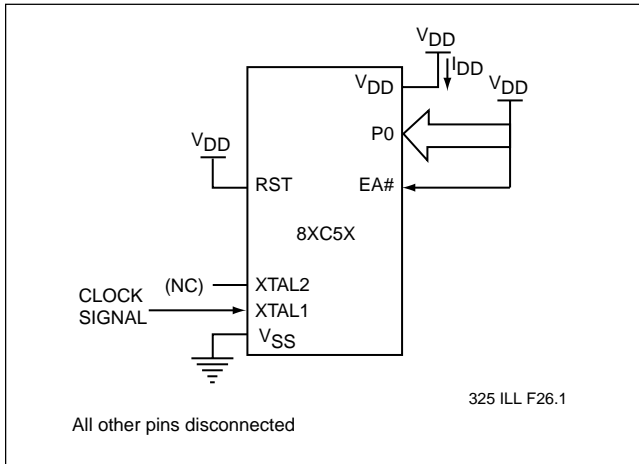 VDD
IDD
VDD
VDD
P0
VDD
RST
EA#
8XC5X
(NC)
XTAL2
CLOCK
SIGNAL
XTAL1
VSS
325 ILL F26.1
All other pins disconnected